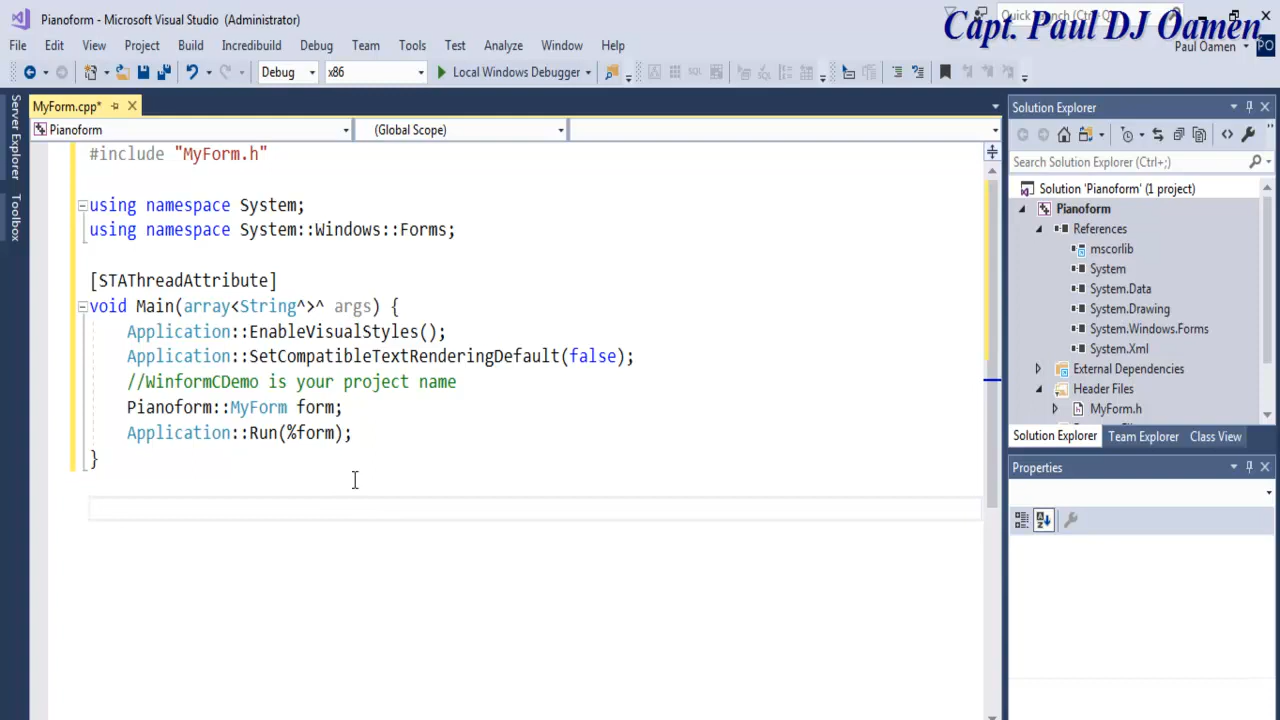 Pianoform - Microsoft Visual Studio (Administrator)
Capt. Paul DJ Oamen
File Edit View Project Build Incredibuild Debug Team Tools Test Analyze Window Help
Paul Oamen
PO
Debug x86 Local Windows Debugger
Server Explorer
Toolbox
MyForm.cpp*
Pianoform (Global Scope)
#include "MyForm.h"
using namespace System;
using namespace System::Windows::Forms;
[STAThreadAttribute]
void Main(array<String^>^ args) {
Application::EnableVisualStyles();
Application::SetCompatibleTextRenderingDefault(false);
//WinformCDemo is your project name
Pianoform::MyForm form;
Application::Run(%form);
}
Solution Explorer
Search Solution Explorer (Ctrl+;)
Solution 'Pianoform' (1 project)
Pianoform
References
mscorlib
System
System.Data
System.Drawing
System.Windows.Forms
System.Xml
External Dependencies
Header Files
MyForm.h
Solution Explorer Team Explorer Class View
Properties